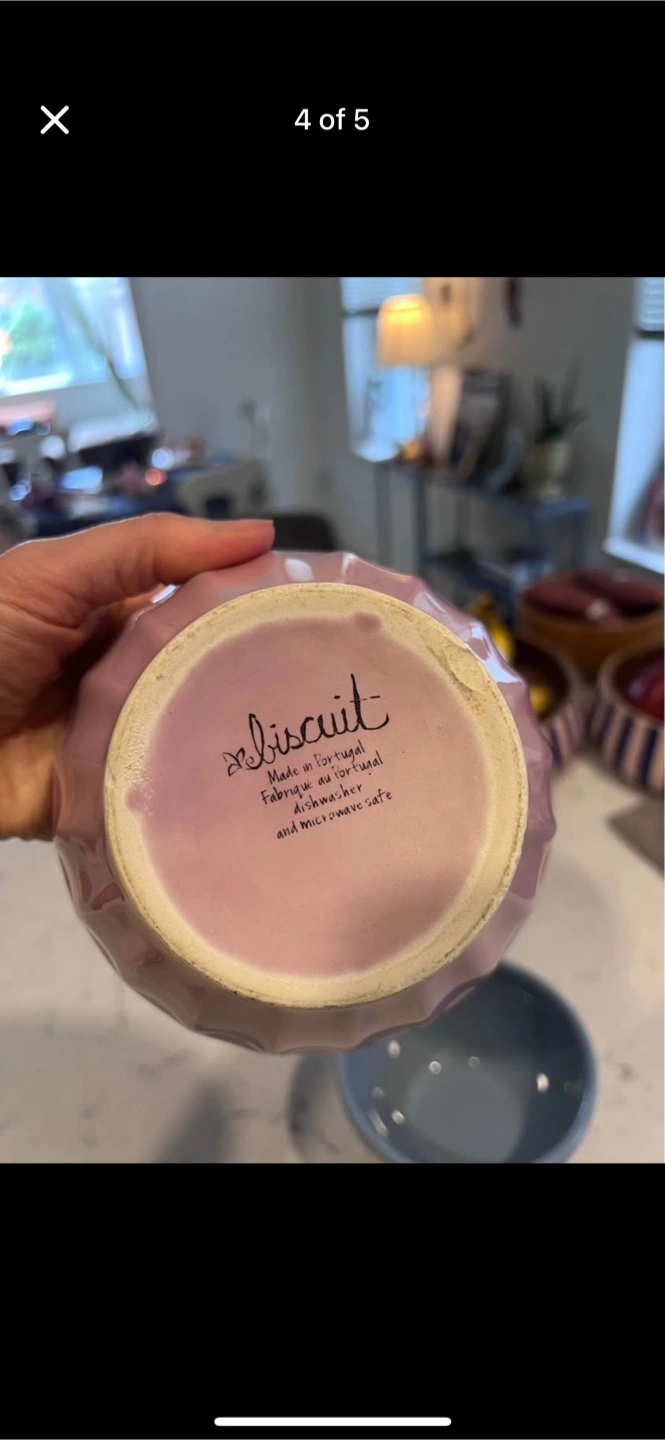 4 of 5
biscuit
Made in Portugal
Fabrique au Portugal
dishwasher
and microwave safe